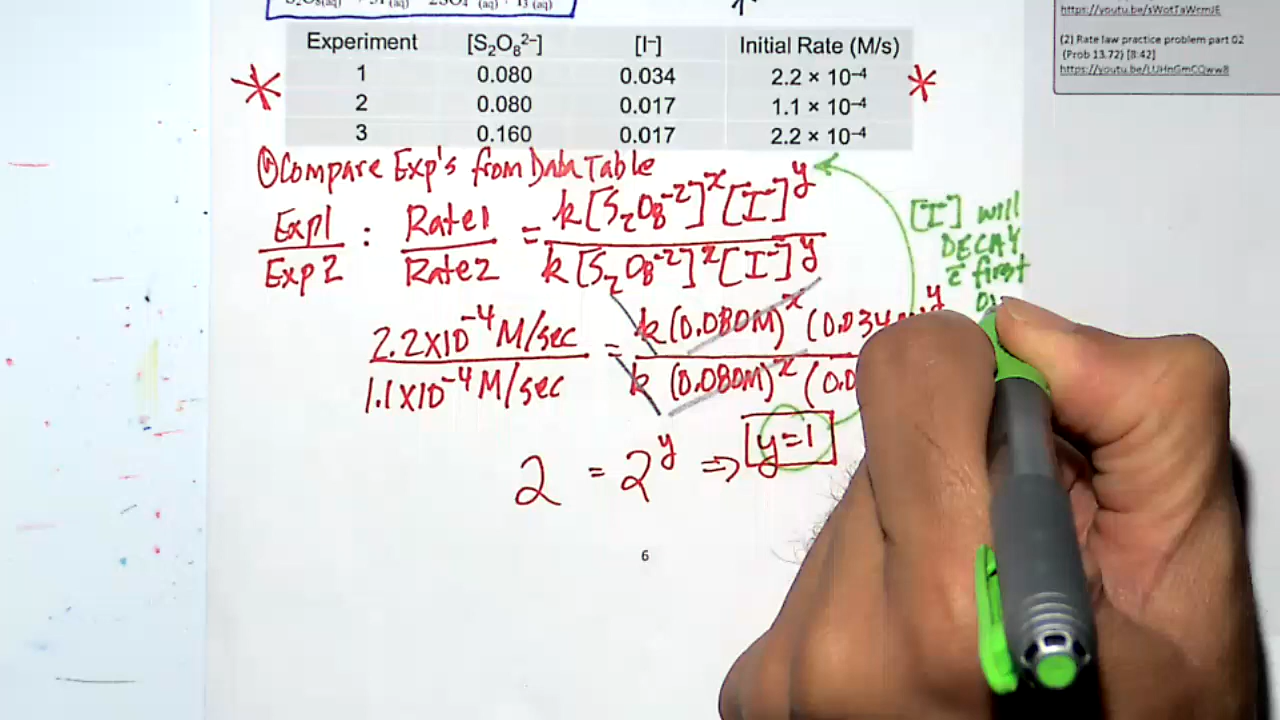 Experiment [S₂O₈²⁻] [I⁻] Initial Rate (M/s)
1 0.080 0.034 2.2 × 10⁻⁴
2 0.080 0.017 1.1 × 10⁻⁴
3 0.160 0.017 2.2 × 10⁻⁴
① Compare Exp's from Data Table
Exp1 / Exp2 : Rate1 / Rate2 = k[S₂O₈⁻²]ˣ[I⁻]ʸ / k[S₂O₈⁻²]ˣ[I⁻]ʸ
2.2x10⁻⁴ M/sec / 1.1x10⁻⁴ M/sec = k(0.080M)ˣ(0.034 / k(0.080M)ˣ(0.0
2 = 2ʸ ⇒ y=1
[I⁻] will
DECAY
c̄ first
6
https://youtu.be/sWotTaWcmJE
(2) Rate law practice problem part 02
(Prob 13.72) [8:42]
https://youtu.be/LUHnGmCQww8